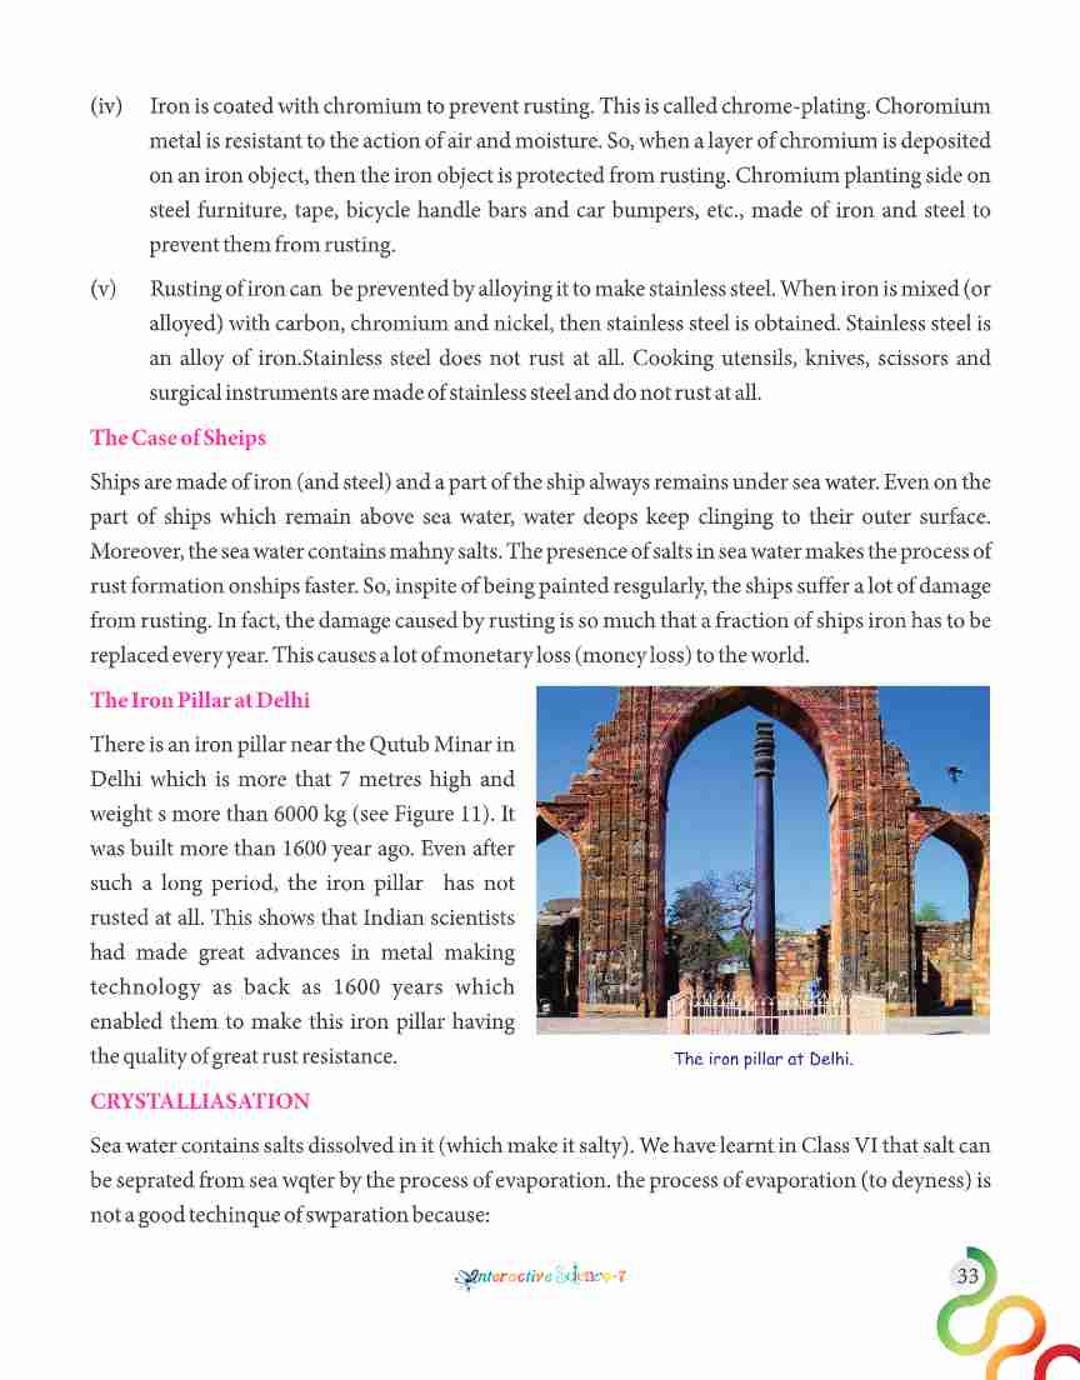 (iv) Iron is coated with chromium to prevent rusting. This is called chrome-plating. Choromium
metal is resistant to the action of air and moisture. So, when a layer of chromium is deposited
on an iron object, then the iron object is protected from rusting. Chromium planting side on
steel furniture, tape, bicycle handle bars and car bumpers, etc., made of iron and steel to
prevent them from rusting.
(v) Rusting of iron can be prevented by alloying it to make stainless steel. When iron is mixed (or
alloyed) with carbon, chromium and nickel, then stainless steel is obtained. Stainless steel is
an alloy of iron.Stainless steel does not rust at all. Cooking utensils, knives, scissors and
surgical instruments are made of stainless steel and do not rust at all.
The Case of Sheips
Ships are made of iron (and steel) and a part of the ship always remains under sea water. Even on the
part of ships which remain above sea water, water deops keep clinging to their outer surface.
Moreover, the sea water contains mahny salts. The presence of salts in sea water makes the process of
rust formation onships faster. So, inspite of being painted resgularly, the ships suffer a lot of damage
from rusting. In fact, the damage caused by rusting is so much that a fraction of ships iron has to be
replaced every year. This causes a lot of monetary loss (money loss) to the world.
The Iron Pillar at Delhi
There is an iron pillar near the Qutub Minar in
Delhi which is more that 7 metres high and
weight s more than 6000 kg (see Figure 11). It
was built more than 1600 year ago. Even after
such a long period, the iron pillar has not
rusted at all. This shows that Indian scientists
had made great advances in metal making
technology as back as 1600 years which
enabled them to make this iron pillar having
the quality of great rust resistance.
The iron pillar at Delhi.
CRYSTALLIASATION
Sea water contains salts dissolved in it (which make it salty). We have learnt in Class VI that salt can
be seprated from sea wqter by the process of evaporation. the process of evaporation (to deyness) is
not a good techinque of swparation because:
Interactive Science-7
33